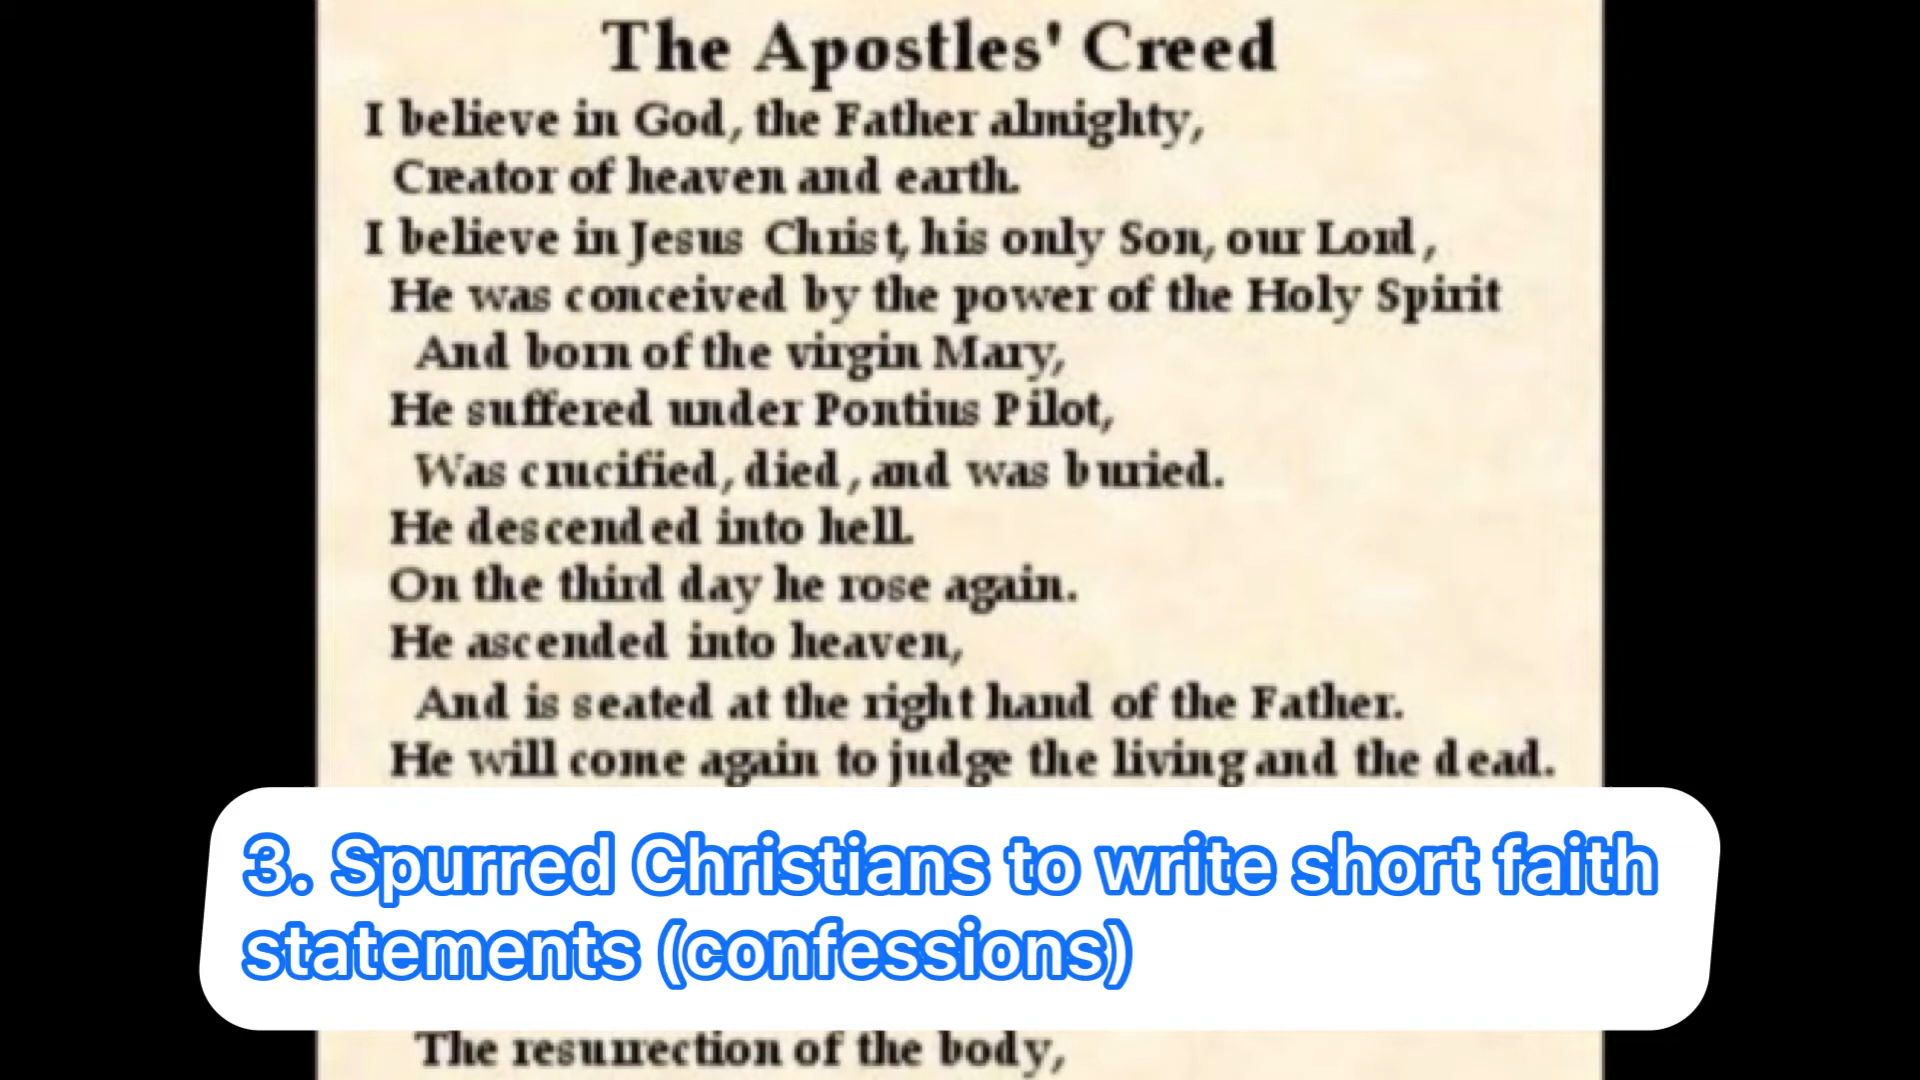 The Apostles' Creed
I believe in God, the Father almighty,
Creator of heaven and earth.
I believe in Jesus Christ, his only Son, our Lord,
He was conceived by the power of the Holy Spirit
And born of the virgin Mary,
He suffered under Pontius Pilot,
Was crucified, died, and was buried.
He descended into hell.
On the third day he rose again.
He ascended into heaven,
And is seated at the right hand of the Father.
He will come again to judge the living and the dead.
3. Spurred Christians to write short faith
statements (confessions)
The resurrection of the body,